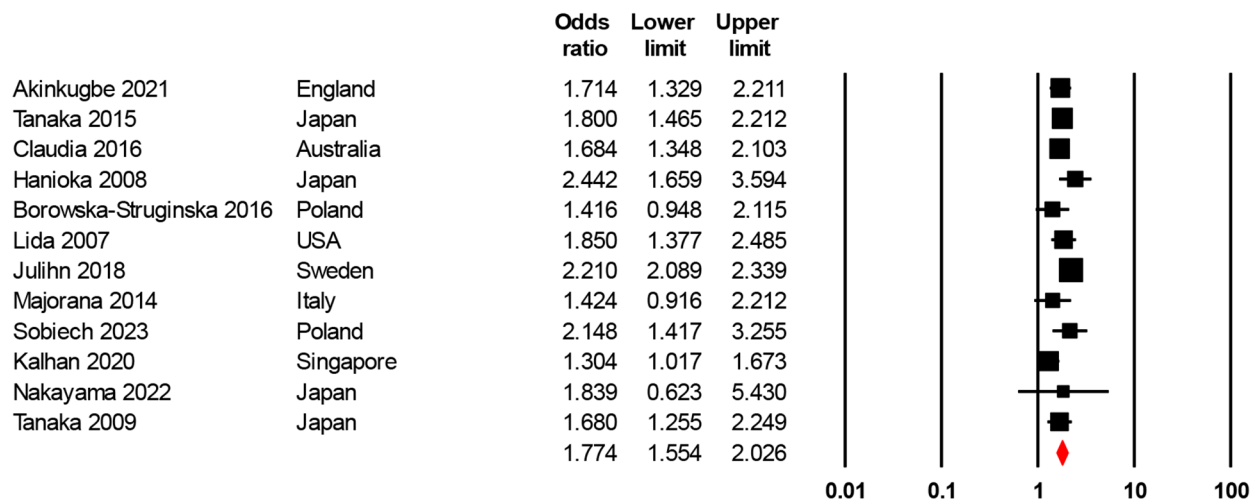 Odds Lower Upper
ratio limit limit
Akinkugbe 2021 England 1.714 1.329 2.211
Tanaka 2015 Japan 1.800 1.465 2.212
Claudia 2016 Australia 1.684 1.348 2.103
Hanioka 2008 Japan 2.442 1.659 3.594
Borowska-Struginska 2016 Poland 1.416 0.948 2.115
Lida 2007 USA 1.850 1.377 2.485
Julihn 2018 Sweden 2.210 2.089 2.339
Majorana 2014 Italy 1.424 0.916 2.212
Sobiech 2023 Poland 2.148 1.417 3.255
Kalhan 2020 Singapore 1.304 1.017 1.673
Nakayama 2022 Japan 1.839 0.623 5.430
Tanaka 2009 Japan 1.680 1.255 2.249
1.774 1.554 2.026
0.01 0.1 1 10 100